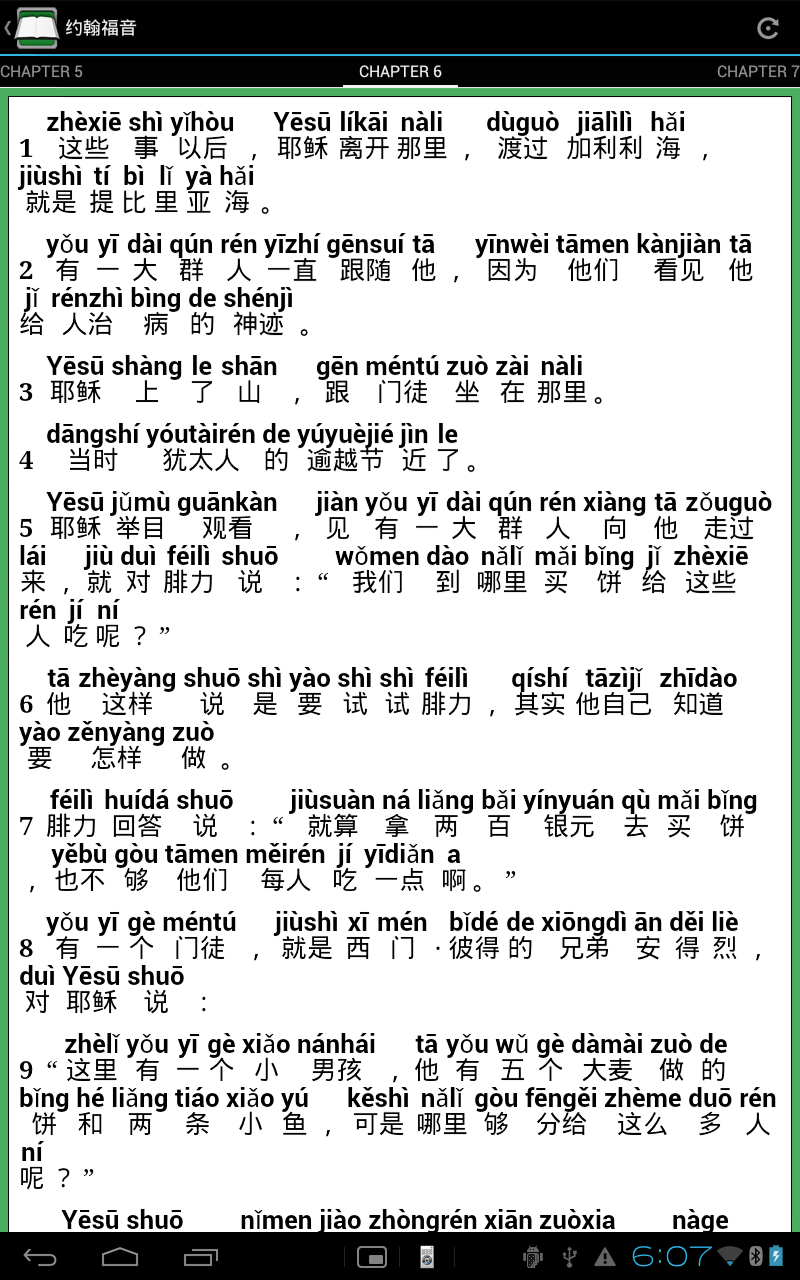 约翰福音
CHAPTER 5 CHAPTER 6 CHAPTER 7
zhèxiē shì yǐhòu Yēsū líkāi nàli dùguò jiālìlì hǎi
1 这些 事 以后 ，耶稣 离开 那里 ，渡过 加利利 海 ，
jiùshì tí bì lǐ yà hǎi
就是 提 比 里 亚 海 。
yǒu yī dài qún rén yīzhí gēnsuí tā yīnwèi tāmen kànjiàn tā
2 有 一 大 群 人 一直 跟随 他 ，因为 他们 看见 他
jǐ rénzhì bìng de shénjì
给 人治 病 的 神迹 。
Yēsū shàng le shān gēn méntú zuò zài nàli
3 耶稣 上 了 山 ，跟 门徒 坐 在 那里 。
dāngshí yóutàirén de yúyuèjié jìn le
4 当时 犹太人 的 逾越节 近 了 。
Yēsū jǔmù guānkàn jiàn yǒu yī dài qún rén xiàng tā zǒuguò
5 耶稣 举目 观看 ，见 有 一 大 群 人 向 他 走过
lái jiù duì féilì shuō wǒmen dào nǎlǐ mǎi bǐng jǐ zhèxiē
来 ，就 对 腓力 说 ：“ 我们 到 哪里 买 饼 给 这些
rén jí ní
人 吃 呢 ？”
tā zhèyàng shuō shì yào shì shì féilì qíshí tāzìjǐ zhīdào
6 他 这样 说 是 要 试 试 腓力 ，其实 他自己 知道
yào zěnyàng zuò
要 怎样 做 。
féilì huídá shuō jiùsuàn ná liǎng bǎi yínyuán qù mǎi bǐng
7 腓力 回答 说 ：“ 就算 拿 两 百 银元 去 买 饼
yěbù gòu tāmen měirén jí yīdiǎn a
，也不 够 他们 每人 吃 一点 啊 。”
yǒu yī gè méntú jiùshì xī mén bǐdé de xiōngdì ān děi liè
8 有 一 个 门徒 ，就是 西 门 · 彼得 的 兄弟 安 得 烈 ，
duì Yēsū shuō
对 耶稣 说 ：
zhèlǐ yǒu yī gè xiǎo nánhái tā yǒu wǔ gè dàmài zuò de
9 “ 这里 有 一 个 小 男孩 ，他 有 五 个 大麦 做 的
bǐng hé liǎng tiáo xiǎo yú kěshì nǎlǐ gòu fēngěi zhème duō rén
饼 和 两 条 小 鱼 ，可是 哪里 够 分给 这么 多 人
ní
呢 ？”
Yēsū shuō nǐmen jiào zhòngrén xiān zuòxia nàge
6:07